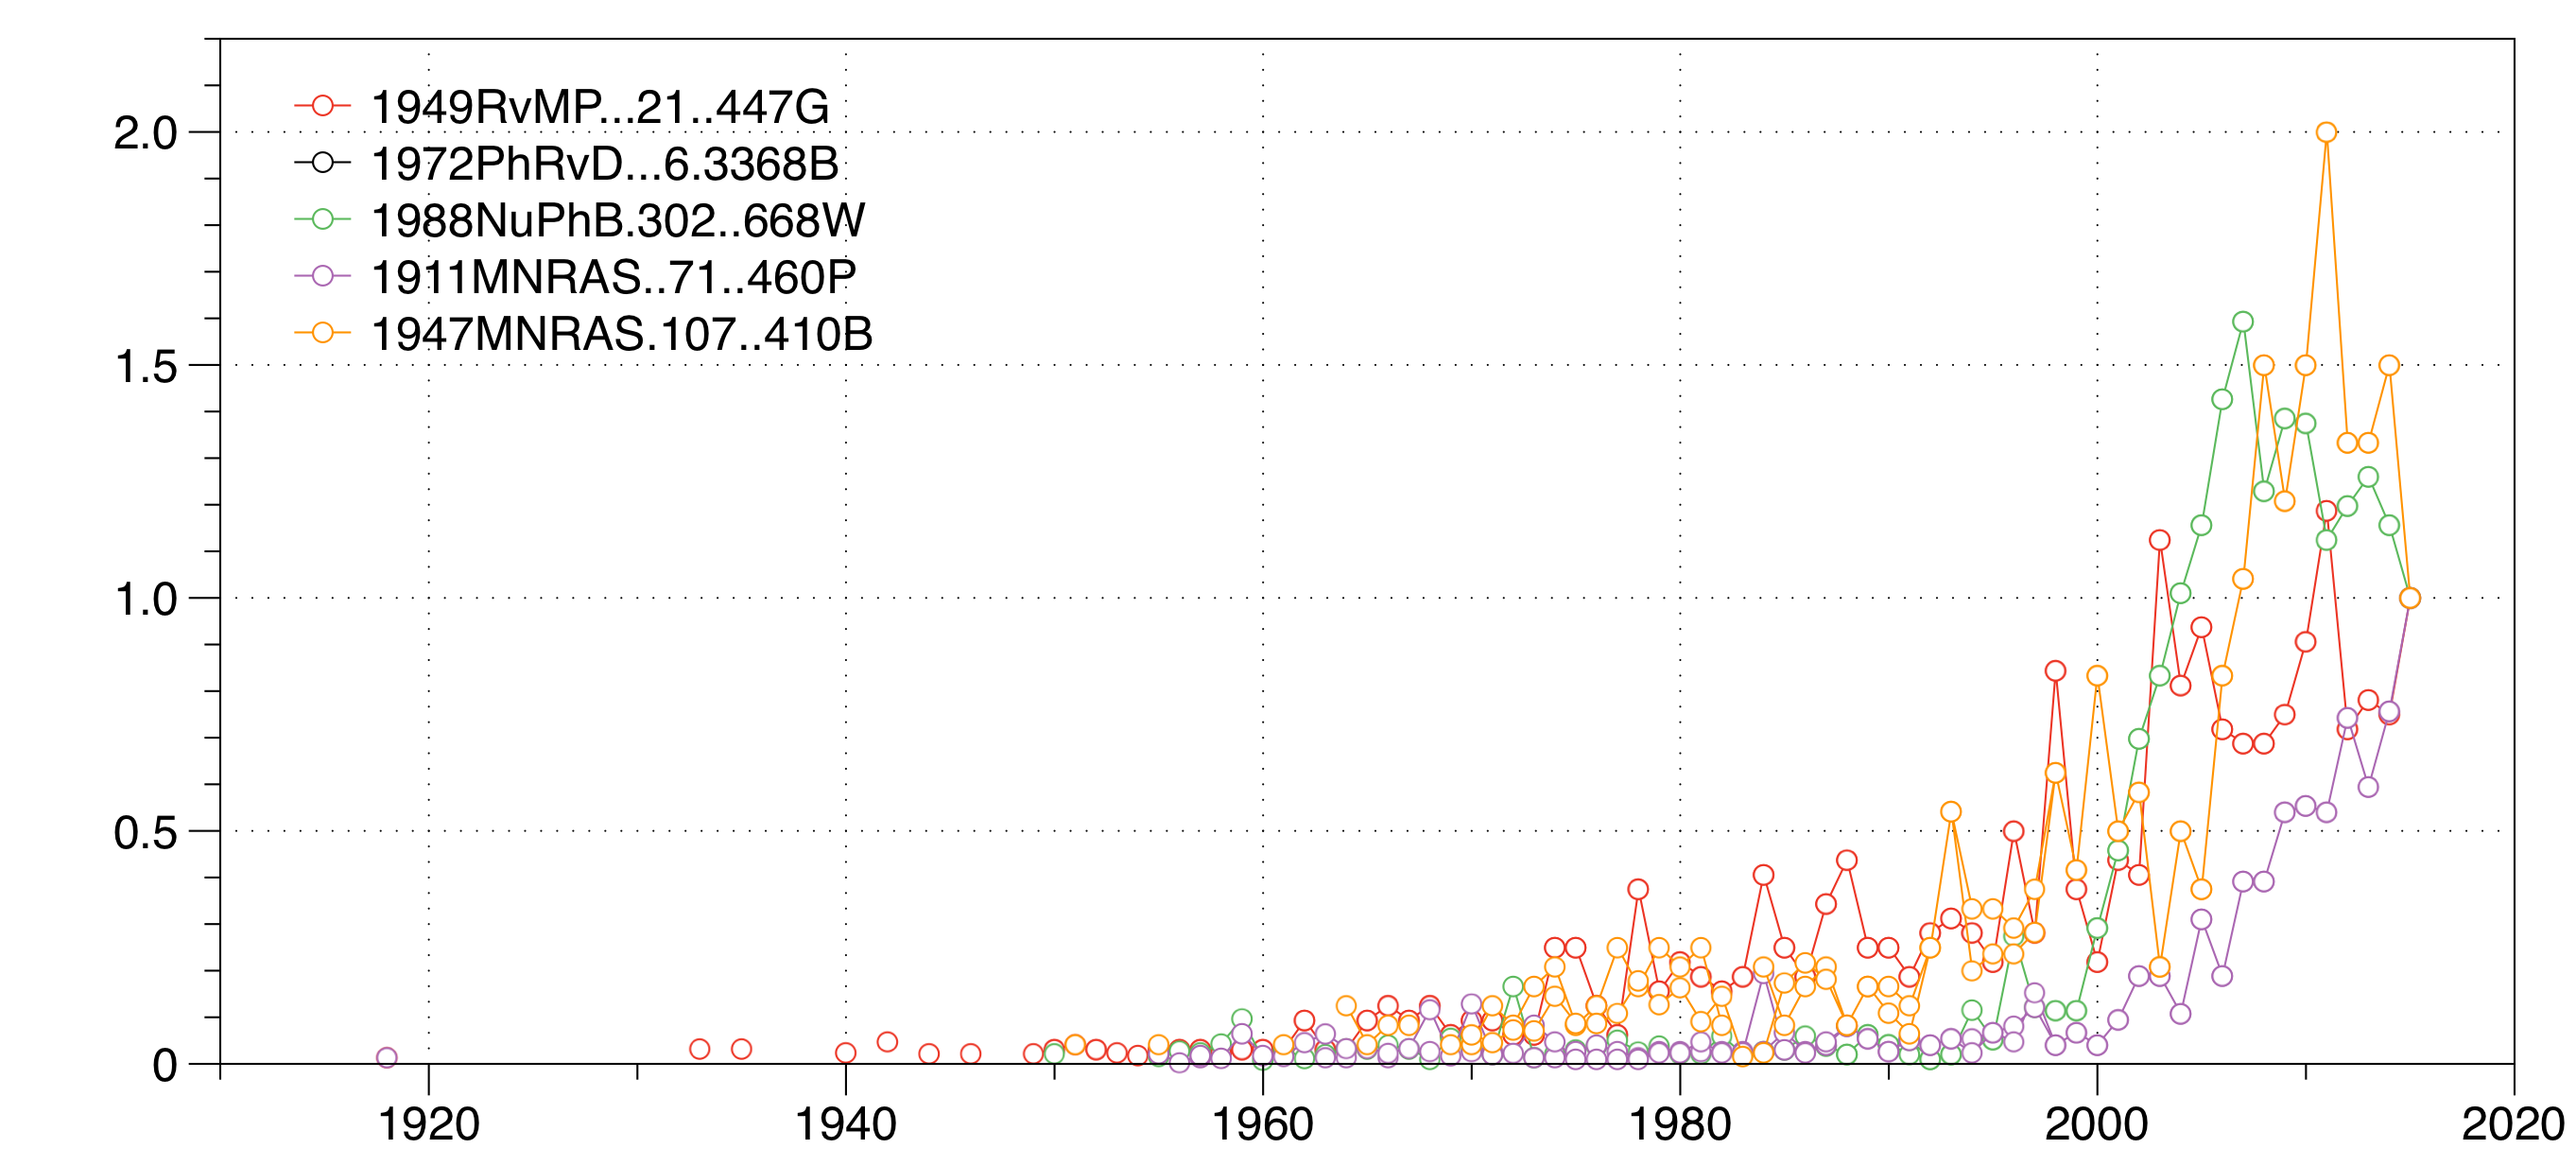 1949RvMP...21..447G
1972PhRvD...6.3368B
1988NuPhB.302..668W
1911MNRAS..71..460P
1947MNRAS.107..410B
2.0
1.5
1.0
0.5
0
1920 1940 1960 1980 2000 2020